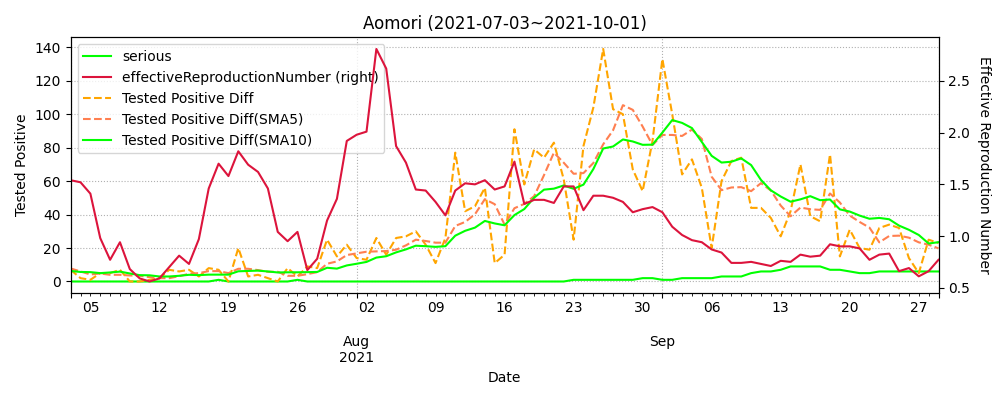 Aomori (2021-07-03~2021-10-01)
serious
effectiveReproductionNumber (right)
Tested Positive Diff
Tested Positive Diff(SMA5)
Tested Positive Diff(SMA10)
Tested Positive
140
120
100
80
60
40
20
0
2.5
2.0
1.5
1.0
0.5
Effective Reproduction Number
05 12 19 26 02 09 16 23 30 06 13 20 27
Aug Sep
2021
Date